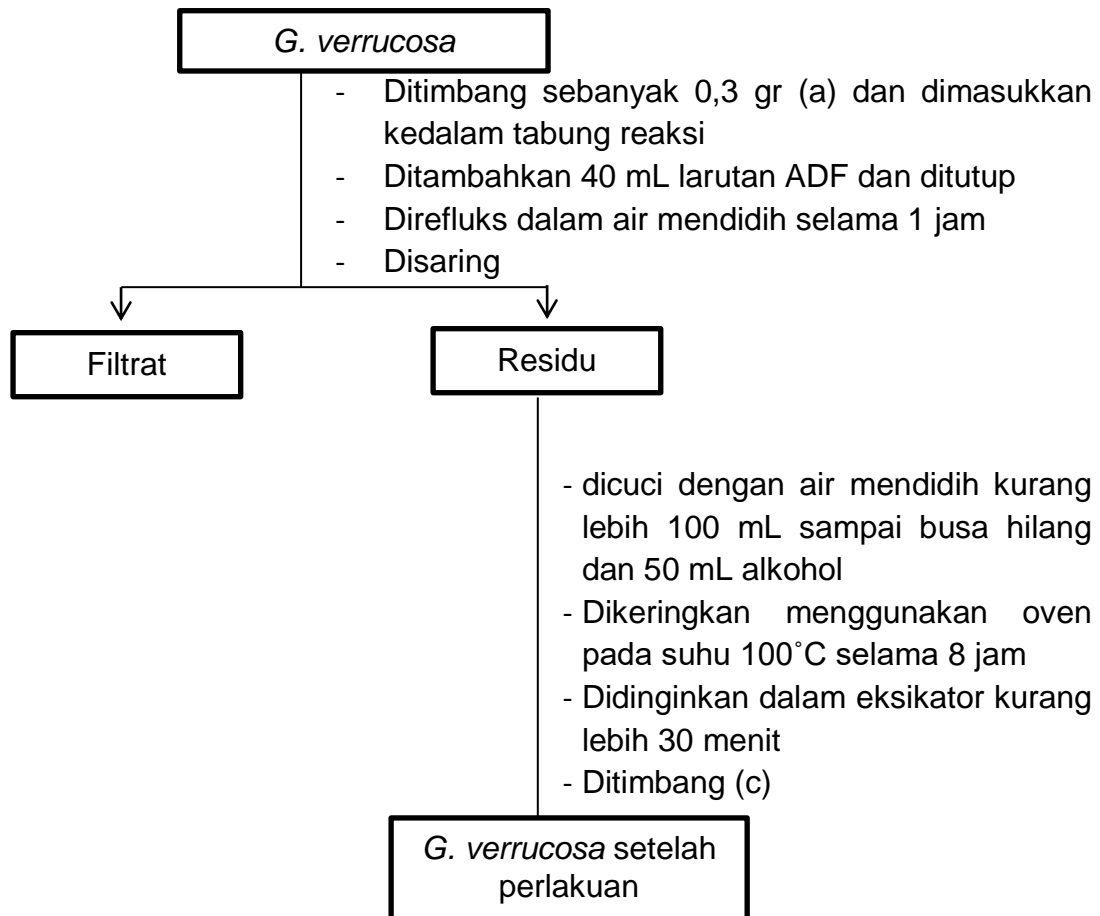 G. verrucosa
- Ditimbang sebanyak 0,3 gr (a) dan dimasukkan
kedalam tabung reaksi
- Ditambahkan 40 mL larutan ADF dan ditutup
- Direfluks dalam air mendidih selama 1 jam
- Disaring
Filtrat
Residu
- dicuci dengan air mendidih kurang
lebih 100 mL sampai busa hilang
dan 50 mL alkohol
- Dikeringkan menggunakan oven
pada suhu 100˚C selama 8 jam
- Didinginkan dalam eksikator kurang
lebih 30 menit
- Ditimbang (c)
G. verrucosa setelah
perlakuan